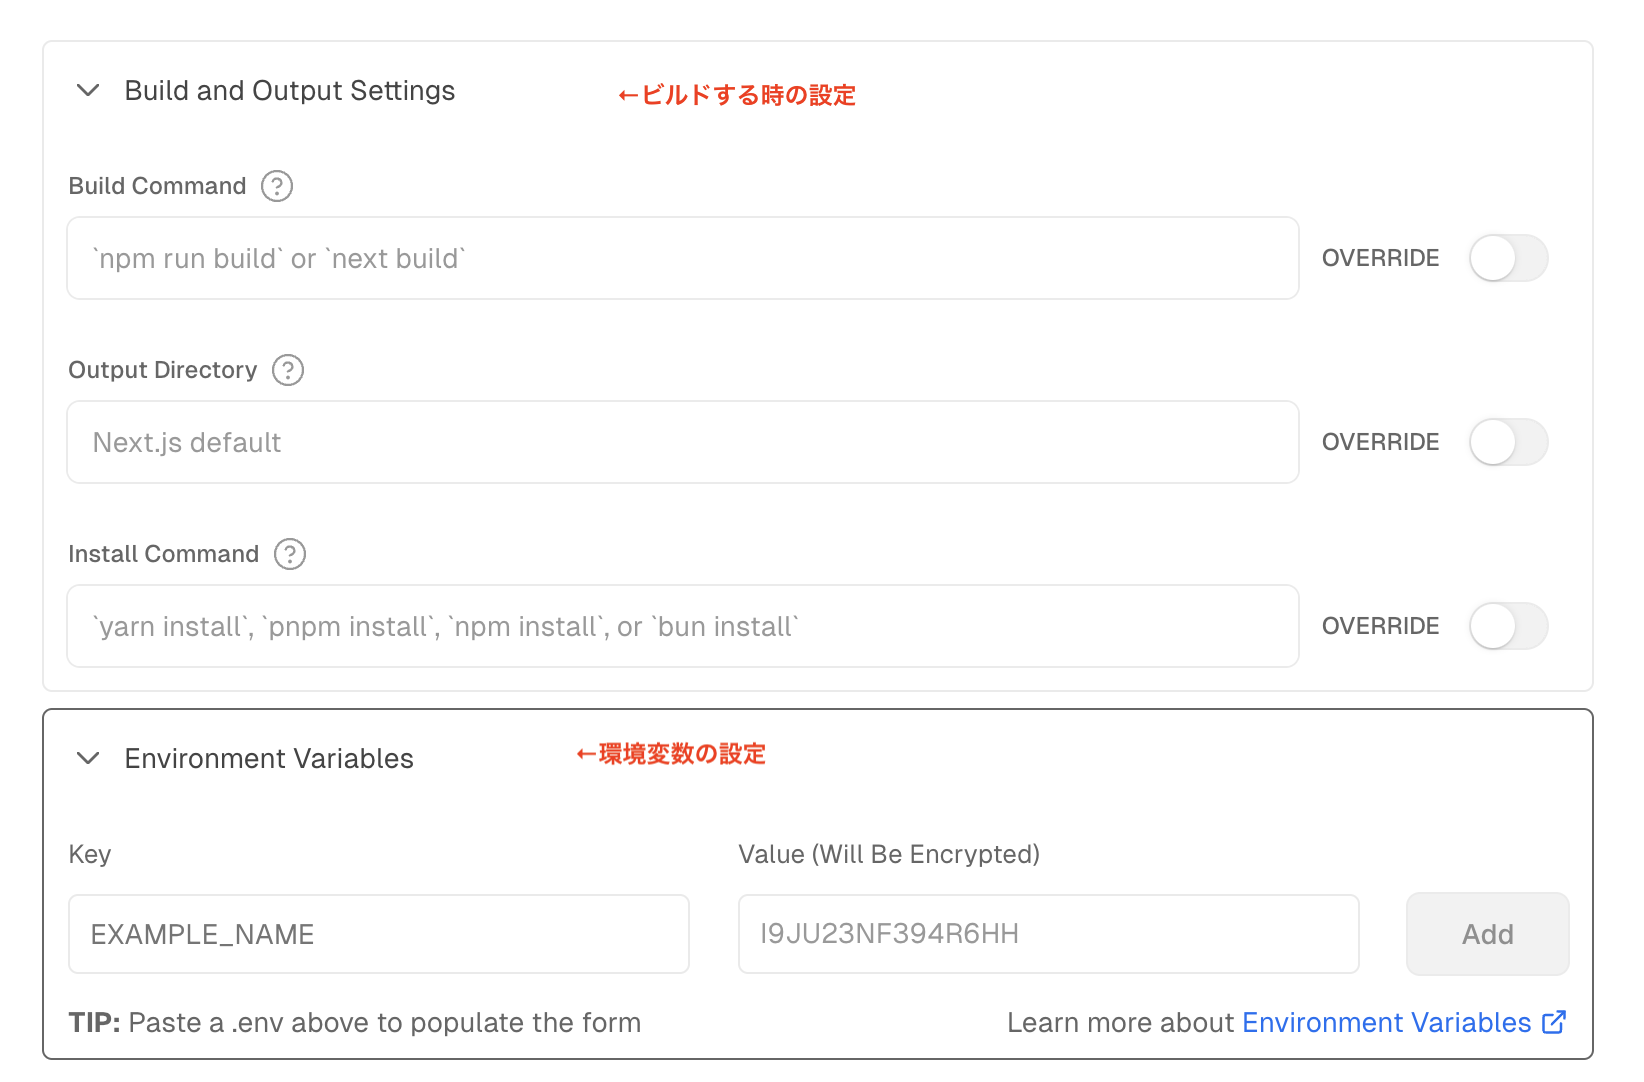 Build and Output Settings ←ビルドする時の設定
Build Command ?
`npm run build` or `next build` OVERRIDE
Output Directory ?
Next.js default OVERRIDE
Install Command ?
`yarn install`, `pnpm install`, `npm install`, or `bun install` OVERRIDE
Environment Variables ←環境変数の設定
Key Value (Will Be Encrypted)
EXAMPLE_NAME I9JU23NF394R6HH Add
TIP: Paste a .env above to populate the form Learn more about Environment Variables